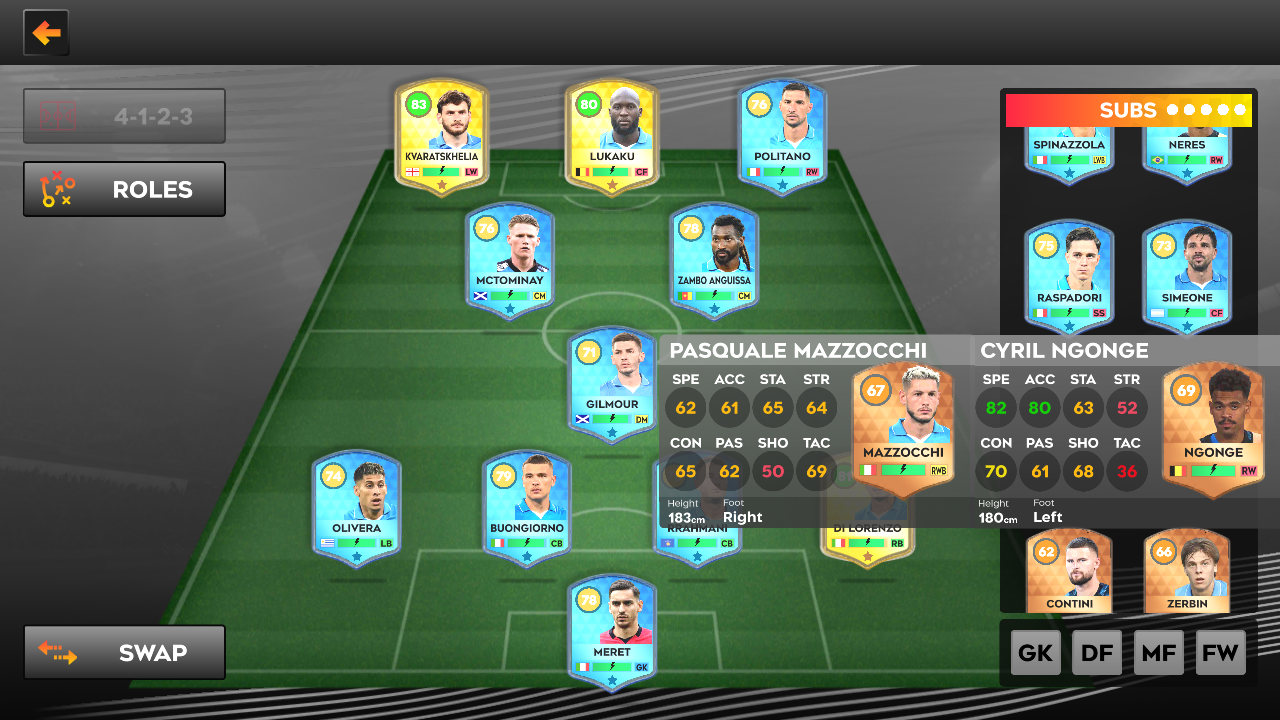 4-1-2-3
ROLES
SWAP
83
KVARATSKHELIA
LW
80
LUKAKU
CF
76
POLITANO
RW
76
MCTOMINAY
CM
78
ZAMBO ANGUISSA
CM
71
GILMOUR
DM
74
OLIVERA
LB
79
BUONGIORNO
CB
RRAHMANI
CB
DI LORENZO
RB
78
MERET
GK
SUBS
SPINAZZOLA
LWB
NERES
RW
75
RASPADORI
SS
73
SIMEONE
CF
PASQUALE MAZZOCCHI
SPE ACC STA STR
62 61 65 64
CON PAS SHO TAC
65 62 50 69
Height Foot
183cm Right
67
MAZZOCCHI
RWB
CYRIL NGONGE
SPE ACC STA STR
82 80 63 52
CON PAS SHO TAC
70 61 68 36
Height Foot
180cm Left
69
NGONGE
RW
62
CONTINI
66
ZERBIN
GK DF MF FW